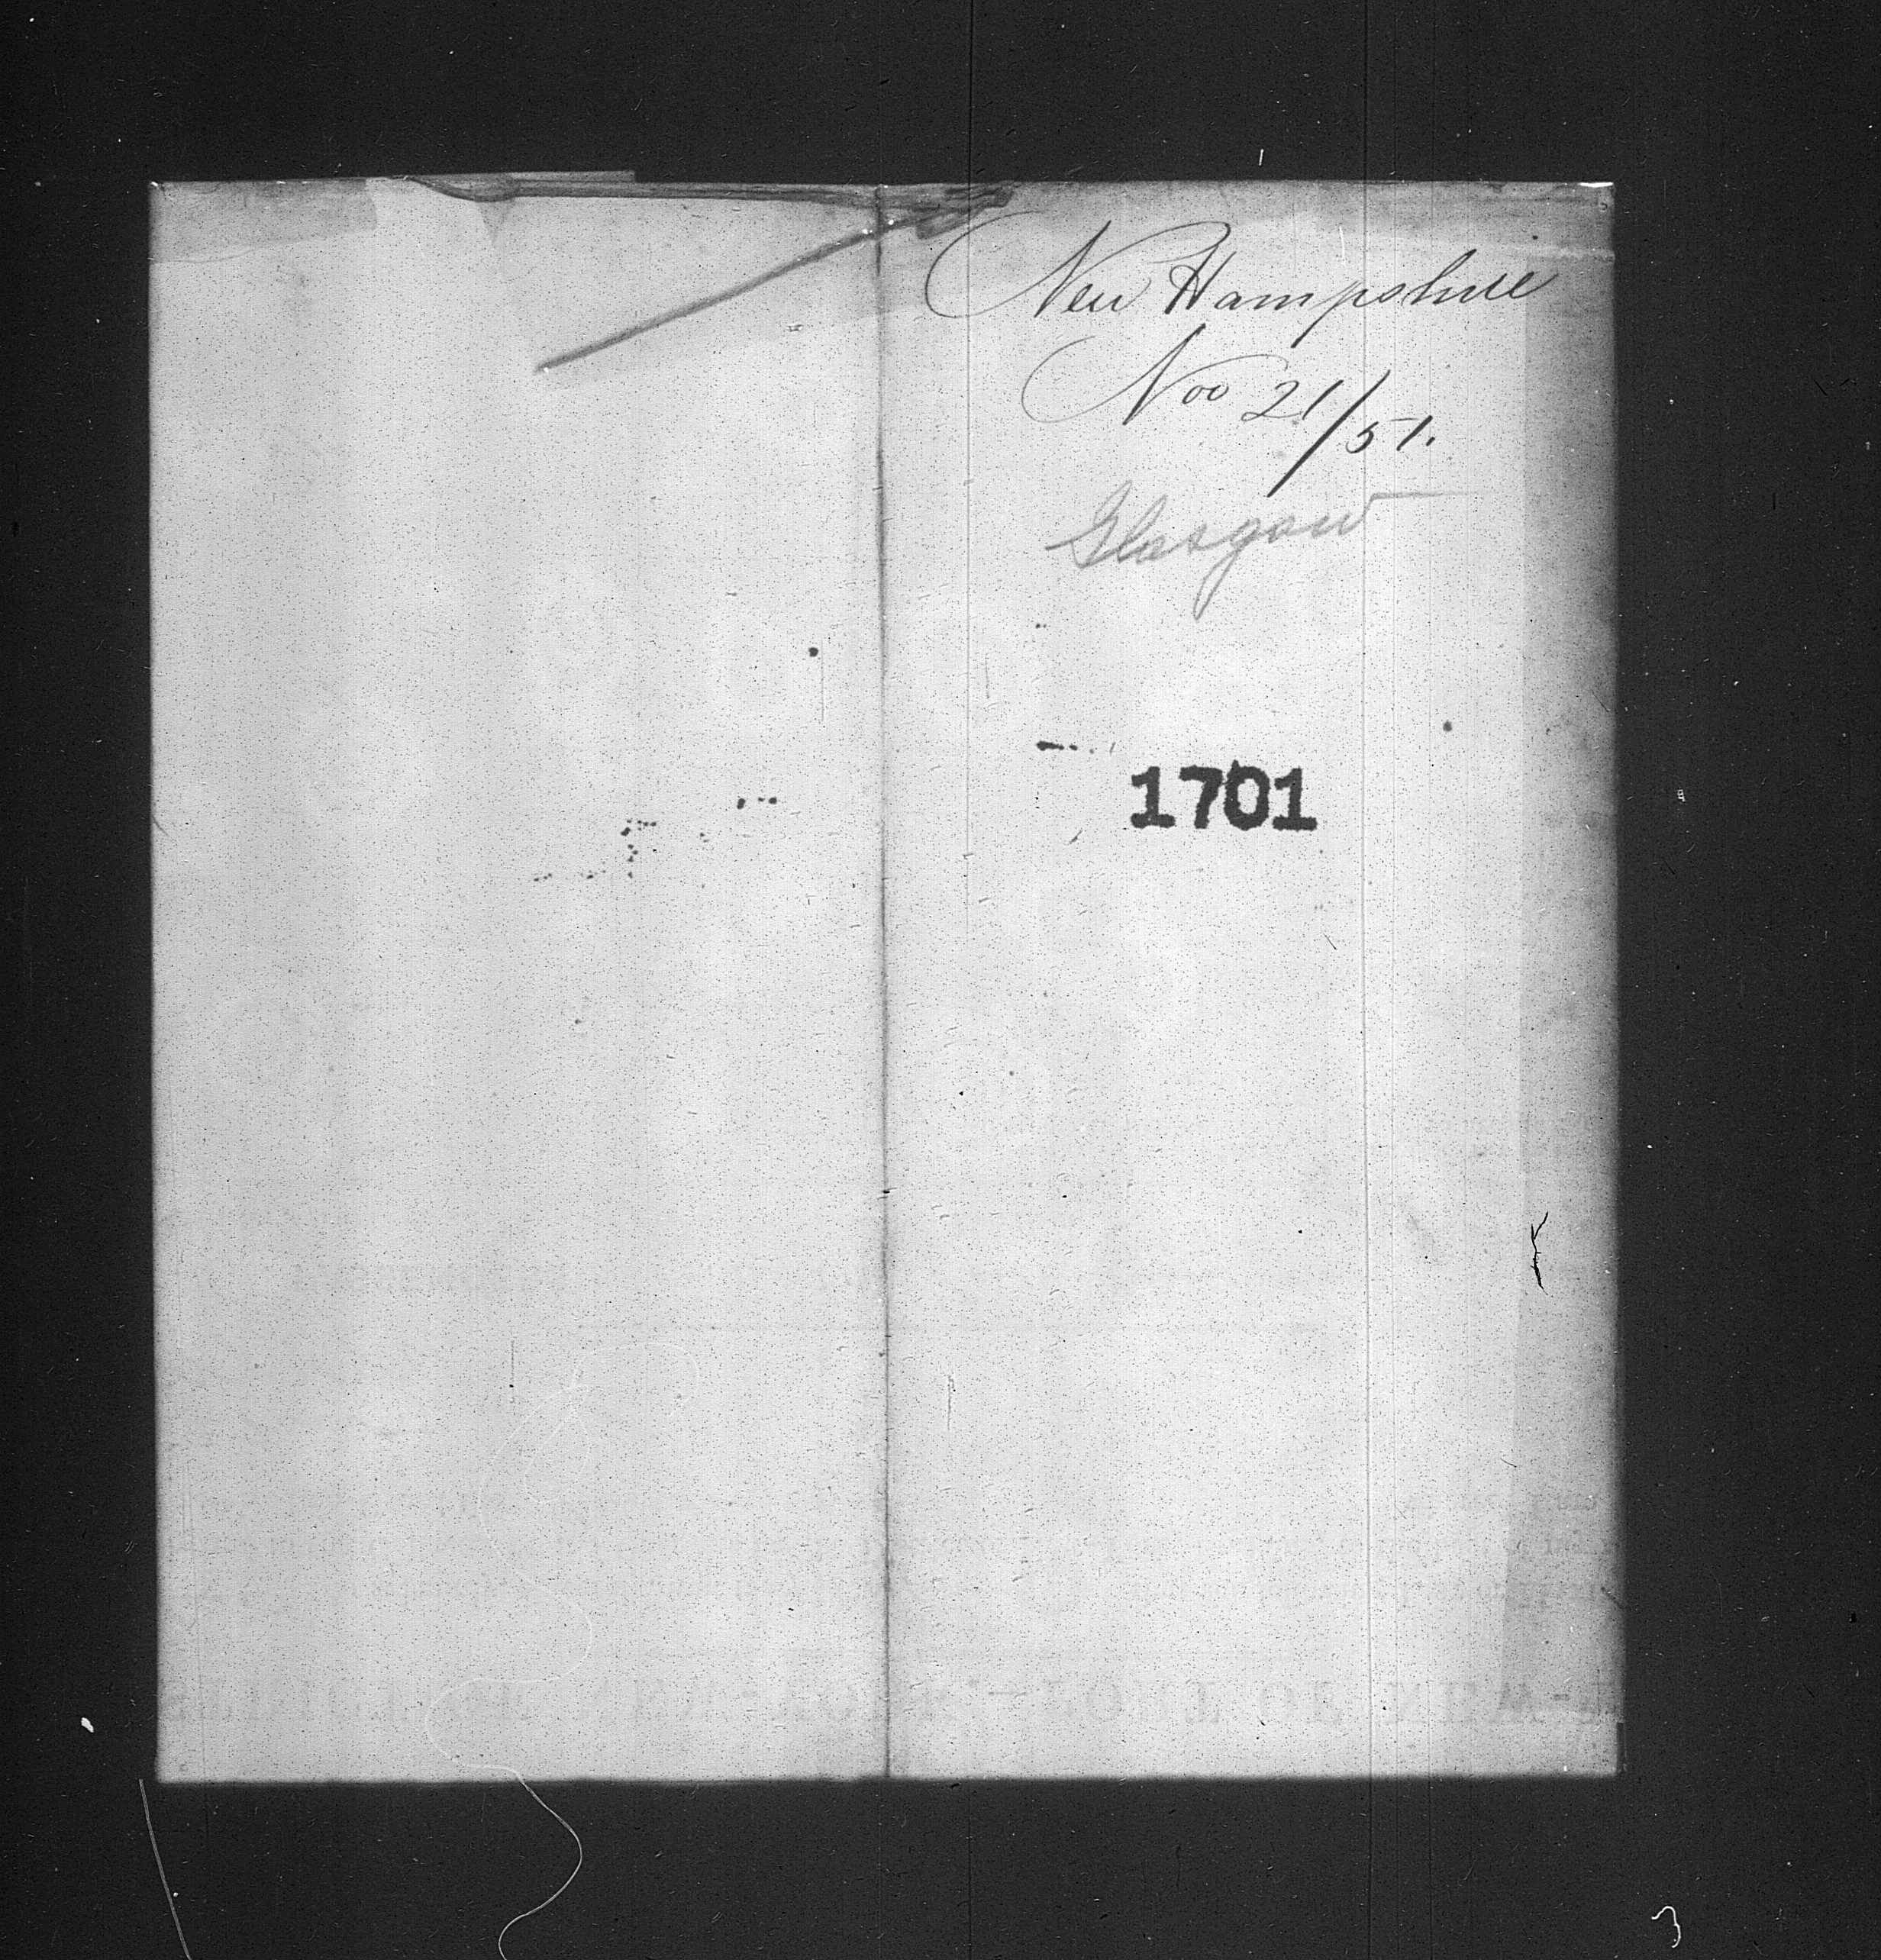 New Hampshire
Nov 21/51.
Glasgow
1701